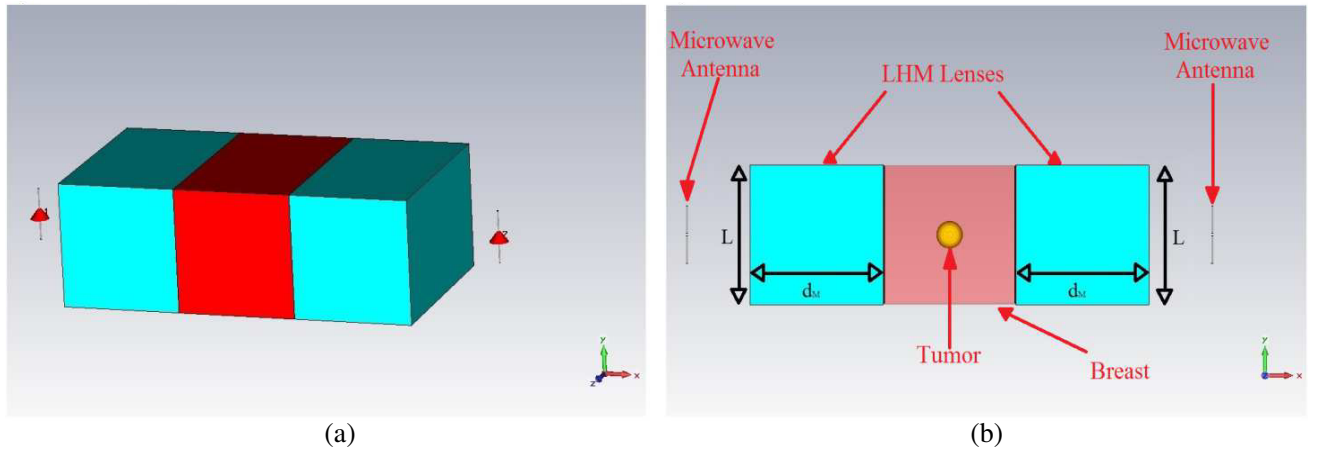 Microwave
Antenna
LHM Lenses
Microwave
Antenna
L
L
dM
dM
Tumor
Breast
y
x
z
y
x
z
(a)
(b)